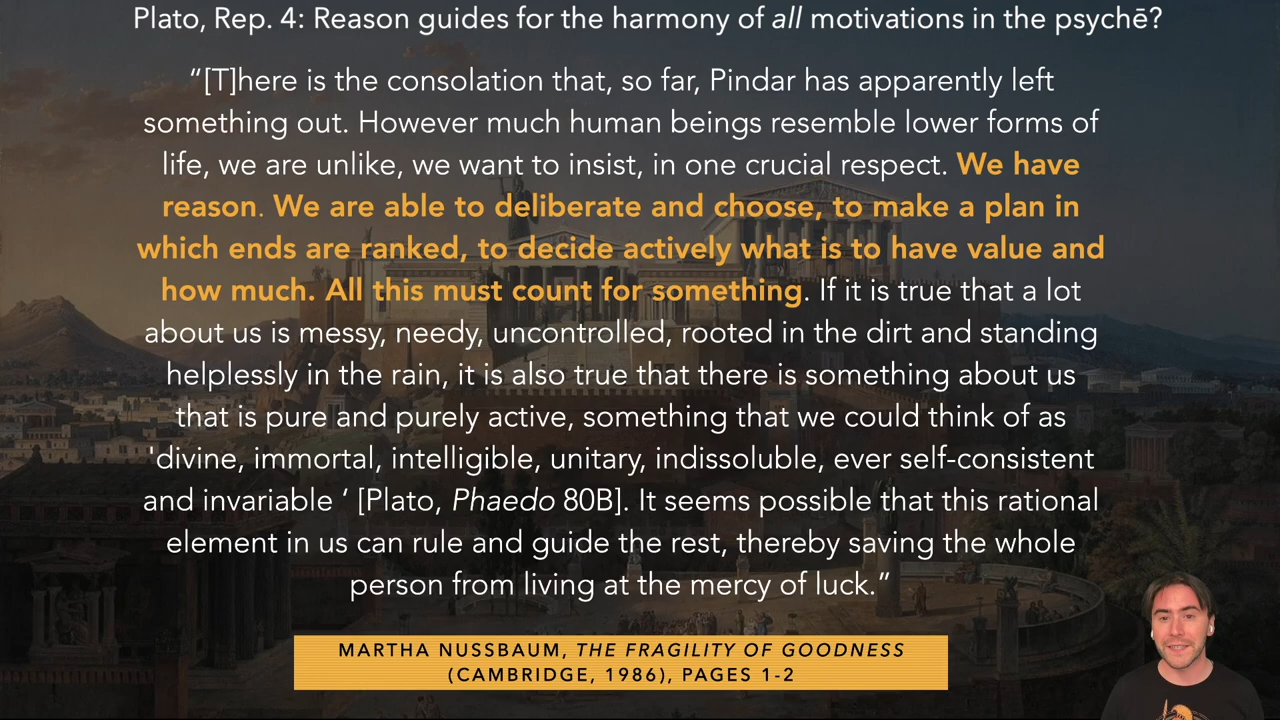 Plato, Rep. 4: Reason guides for the harmony of all motivations in the psychē?
“[T]here is the consolation that, so far, Pindar has apparently left
something out. However much human beings resemble lower forms of
life, we are unlike, we want to insist, in one crucial respect. We have
reason. We are able to deliberate and choose, to make a plan in
which ends are ranked, to decide actively what is to have value and
how much. All this must count for something. If it is true that a lot
about us is messy, needy, uncontrolled, rooted in the dirt and standing
helplessly in the rain, it is also true that there is something about us
that is pure and purely active, something that we could think of as
'divine, immortal, intelligible, unitary, indissoluble, ever self-consistent
and invariable ‘ [Plato, Phaedo 80B]. It seems possible that this rational
element in us can rule and guide the rest, thereby saving the whole
person from living at the mercy of luck.”
MARTHA NUSSBAUM, THE FRAGILITY OF GOODNESS
(CAMBRIDGE, 1986), PAGES 1-2